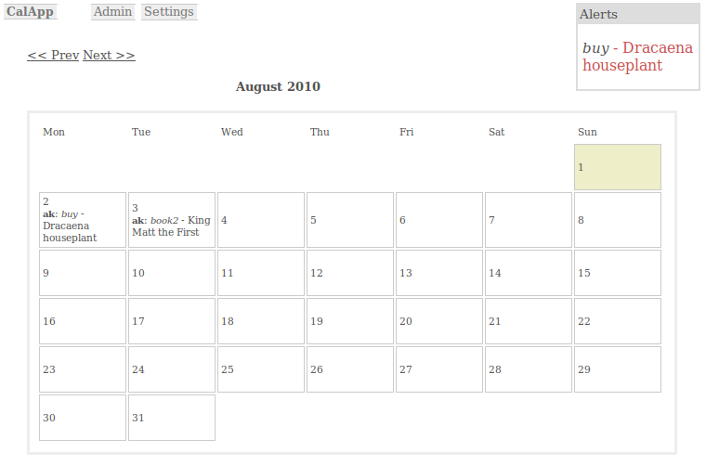 CalApp Admin Settings
Alerts
buy - Dracaena
houseplant
<< Prev Next >>
August 2010
Mon Tue Wed Thu Fri Sat Sun
1
2
ak: buy -
Dracaena
houseplant
3
ak: book2 - King
Matt the First
4 5 6 7 8
9 10 11 12 13 14 15
16 17 18 19 20 21 22
23 24 25 26 27 28 29
30 31